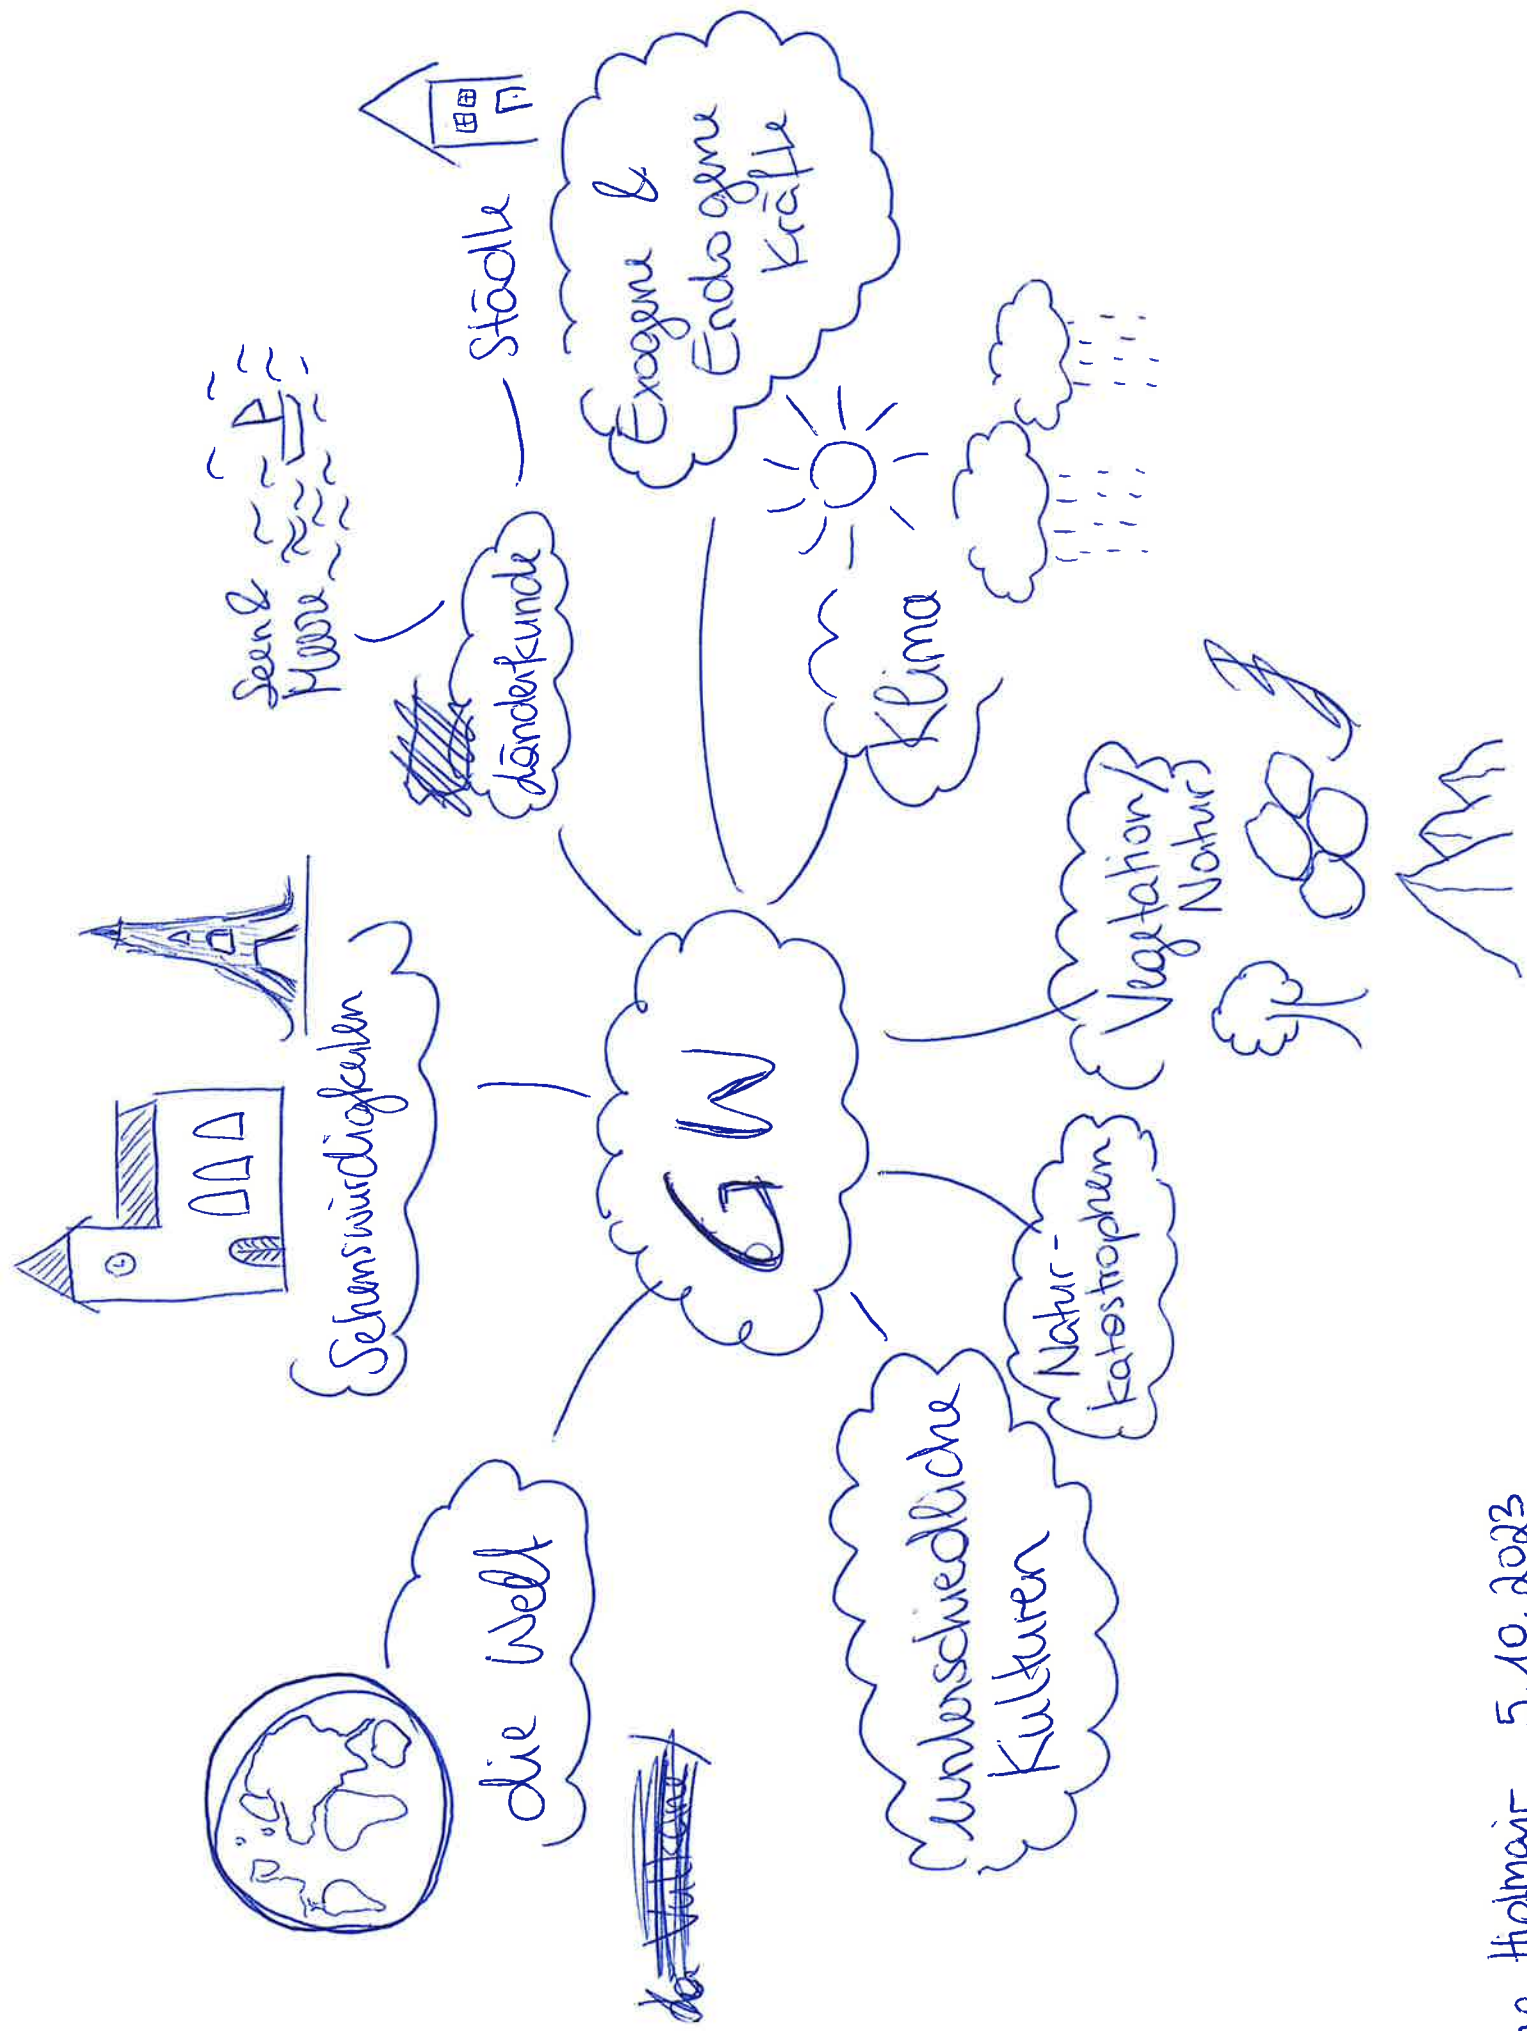 Sehenswürdigkeiten
die Welt
Seen &
Meere
Länderkunde
Städte
Exogene &
Endogene
Kräfte
GW
Klima
Vegetation/
Natur
Natur-
katastrophen
unterschiedliche
Kulturen
Holmair 5.10.2023